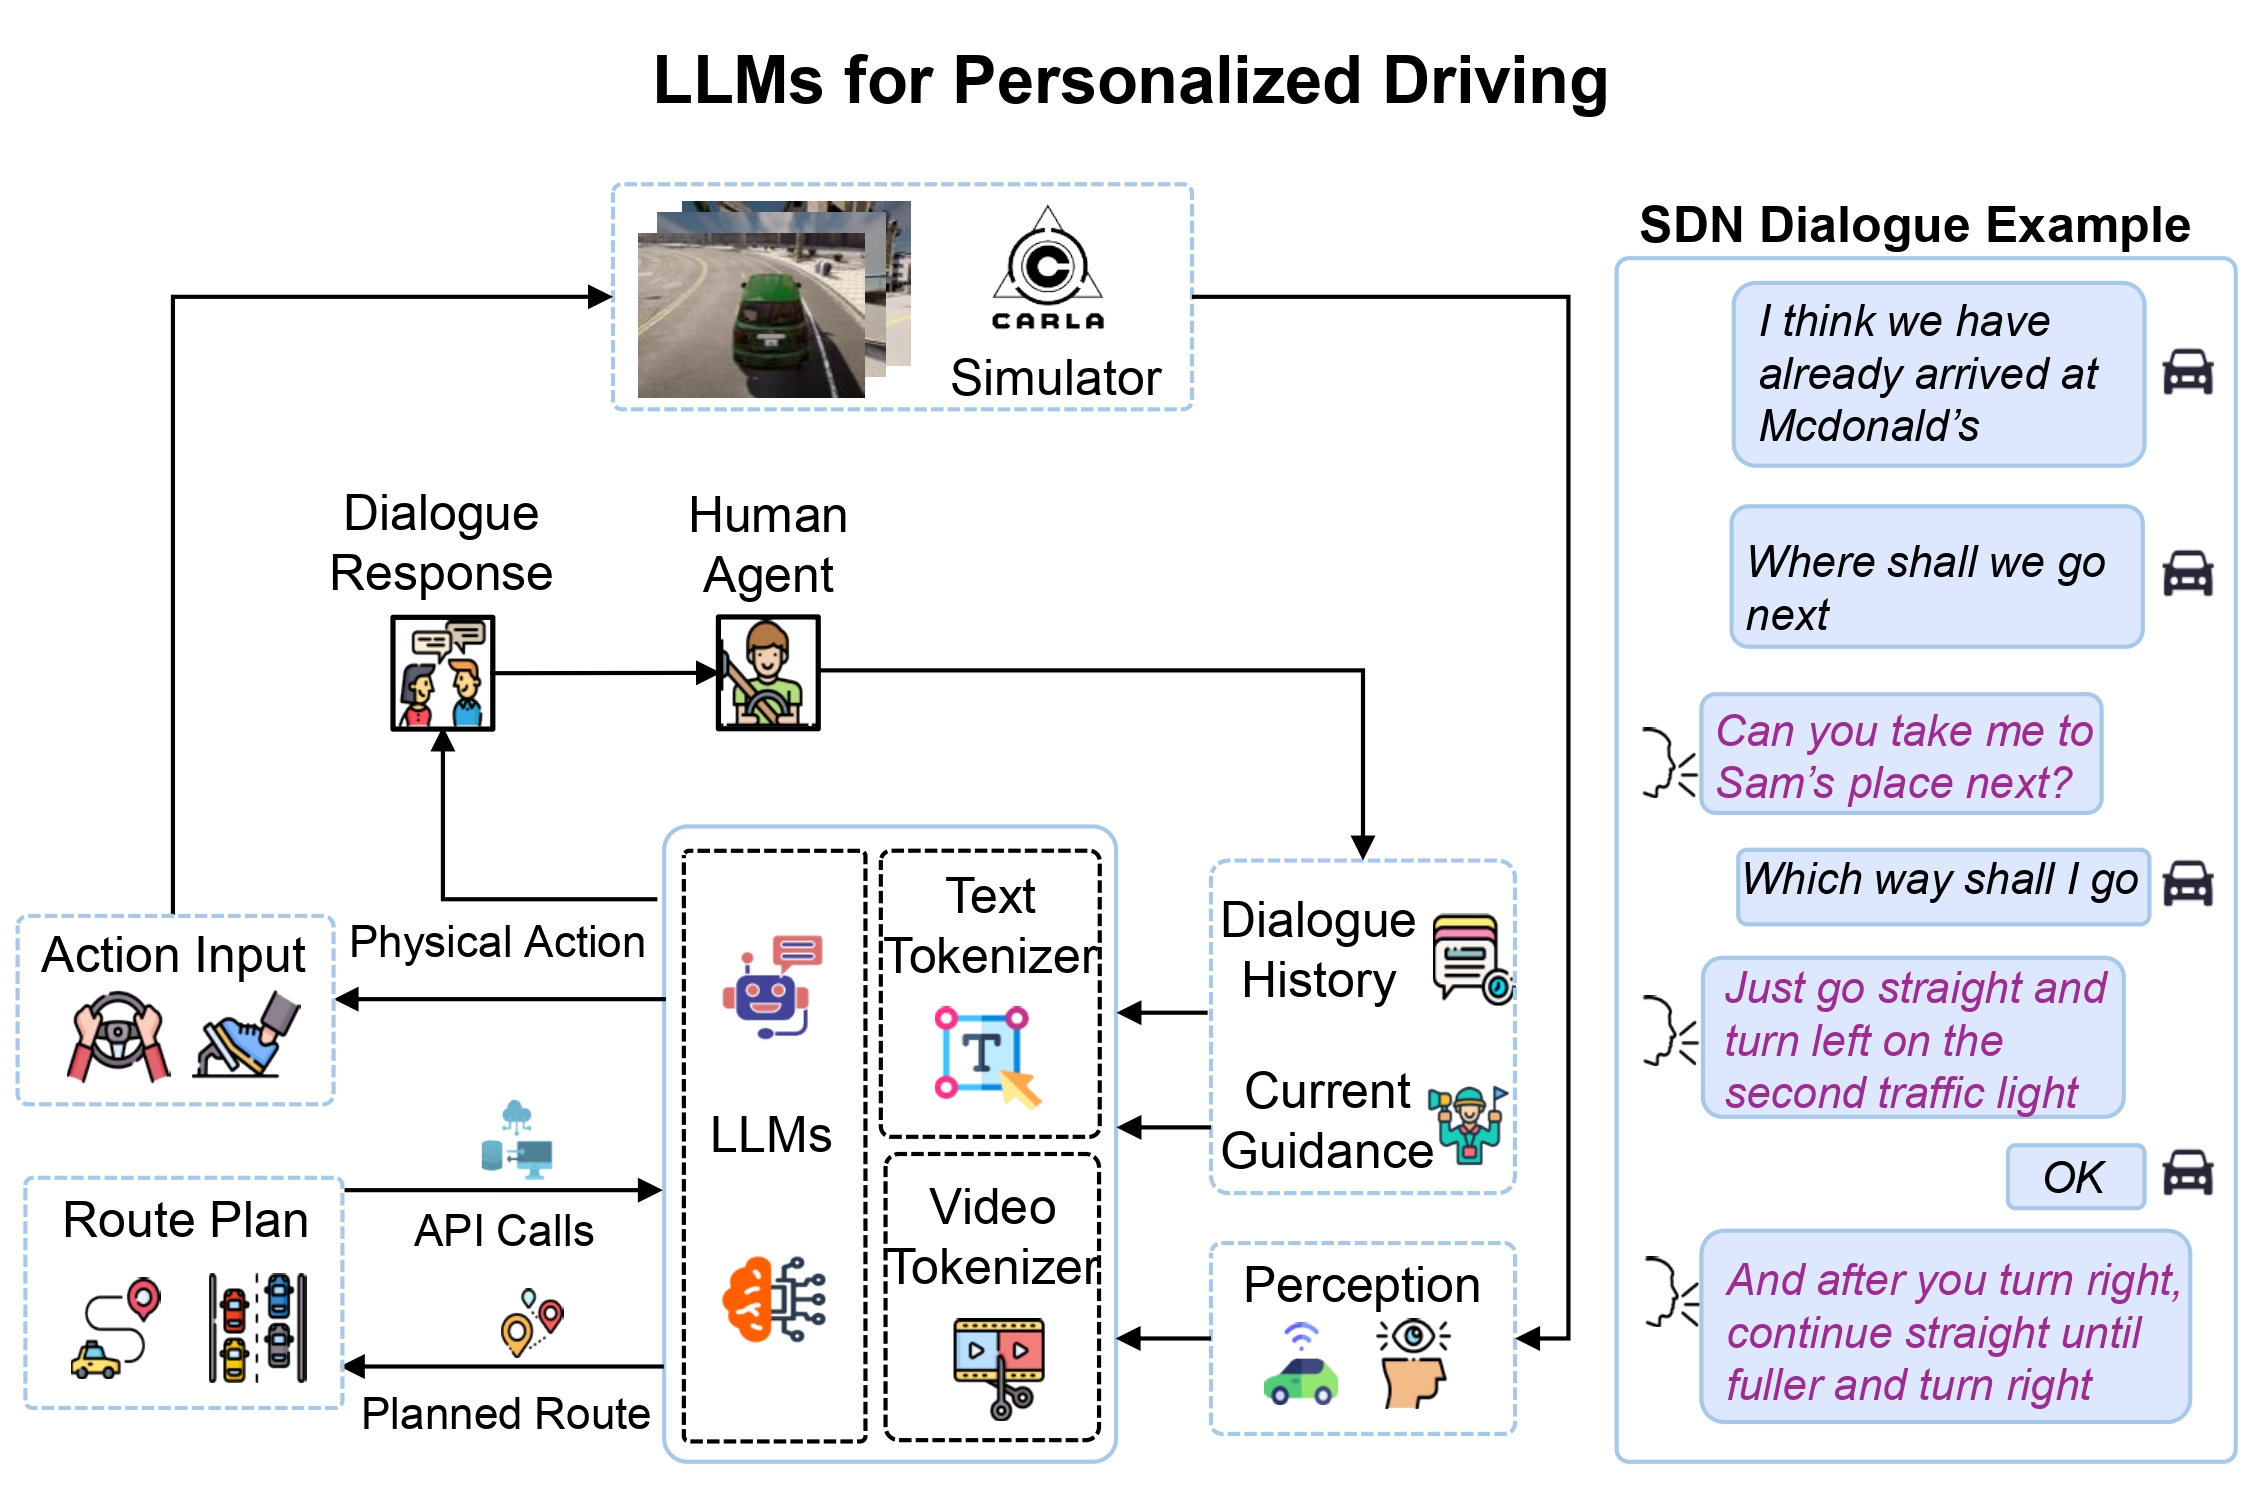 LLMs for Personalized Driving
CARLA
Simulator
Dialogue
Response
Human
Agent
Action Input
Physical Action
Route Plan
API Calls
Planned Route
LLMs
Text
Tokenizer
T
Video
Tokenizer
Dialogue
History
Current
Guidance
Perception
SDN Dialogue Example
I think we have
already arrived at
Mcdonald’s
Where shall we go
next
Can you take me to
Sam’s place next?
Which way shall I go
Just go straight and
turn left on the
second traffic light
OK
And after you turn right,
continue straight until
fuller and turn right